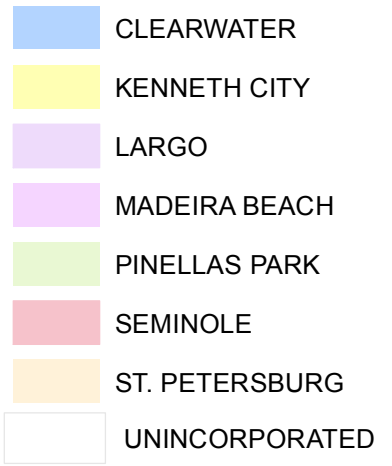 CLEARWATER
KENNETH CITY
LARGO
MADEIRA BEACH
PINELLAS PARK
SEMINOLE
ST. PETERSBURG
UNINCORPORATED